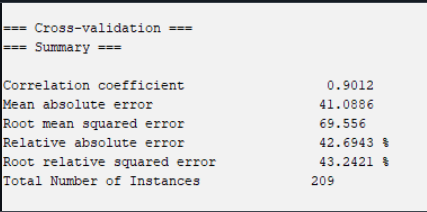 === Cross-validation ===
=== Summary ===
Correlation coefficient 0.9012
Mean absolute error 41.0886
Root mean squared error 69.556
Relative absolute error 42.6943 %
Root relative squared error 43.2421 %
Total Number of Instances 209